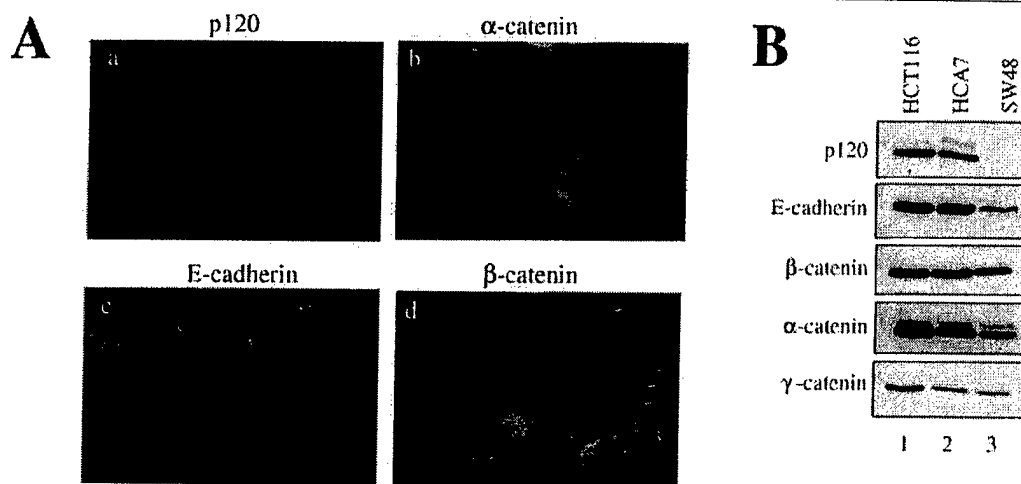 A
p120
α-catenin
a
b
E-cadherin
β-catenin
c
d
B
HCT116
HCA7
SW48
p120
E-cadherin
β-catenin
α-catenin
γ-catenin
1 2 3